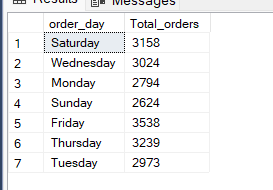 Results Messages
order_day Total_orders
1 Saturday 3158
2 Wednesday 3024
3 Monday 2794
4 Sunday 2624
5 Friday 3538
6 Thursday 3239
7 Tuesday 2973